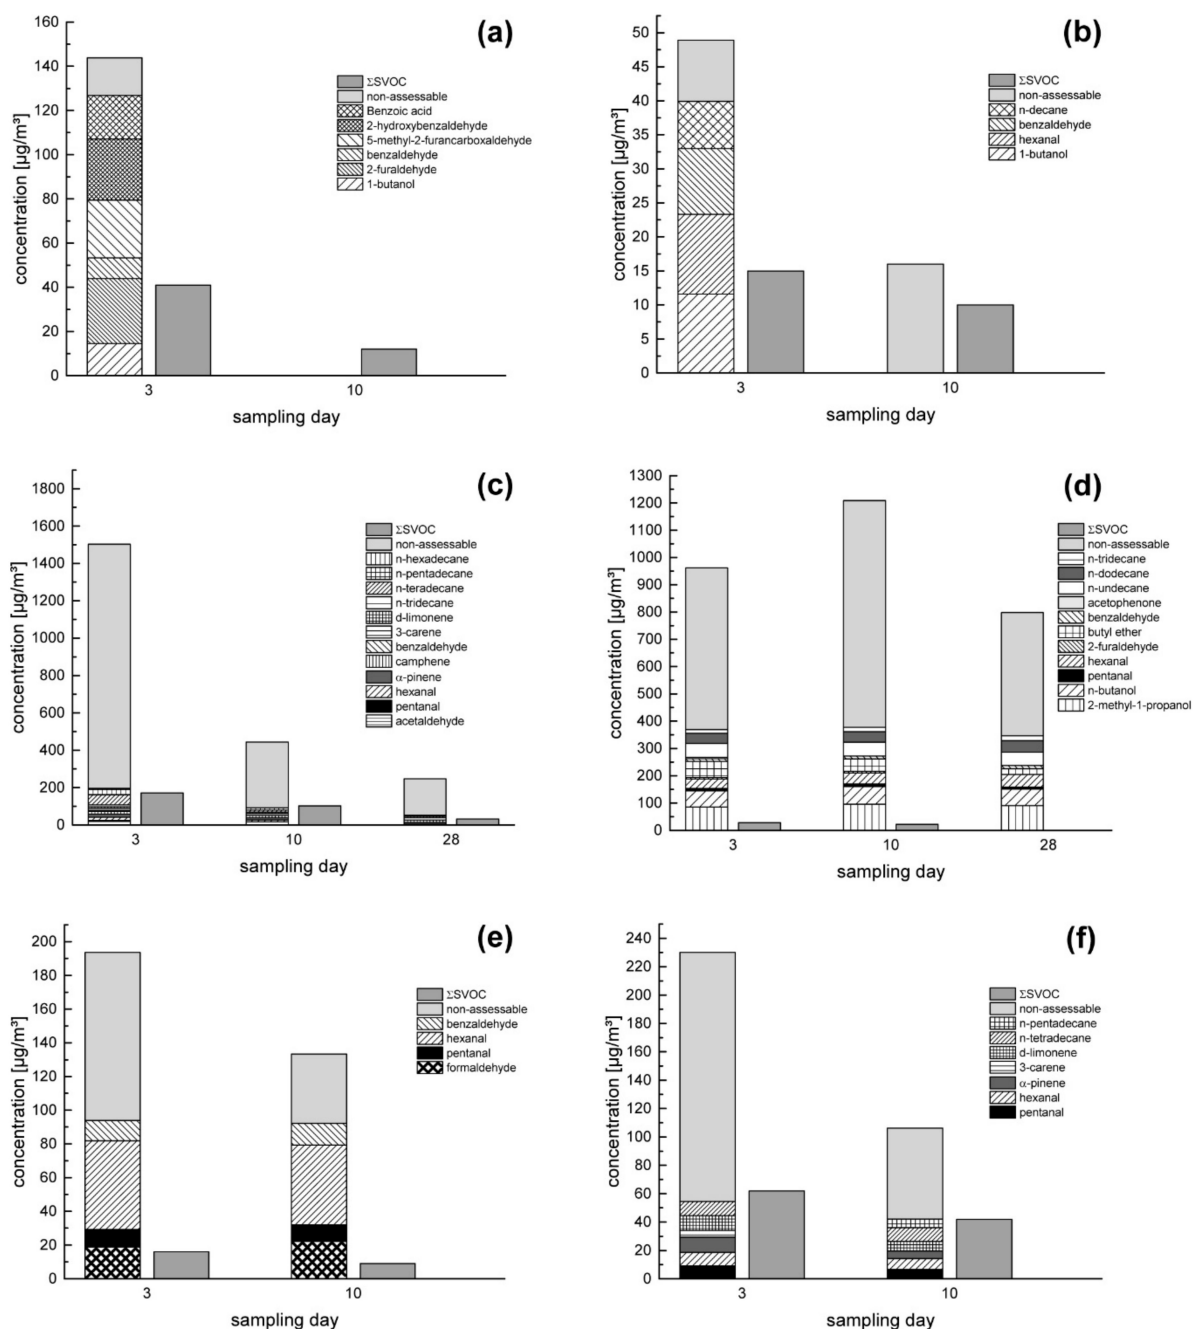 (a)
concentration [µg/m³]
160
140
120
100
80
60
40
20
0
ΣSVOC
non-assessable
Benzoic acid
2-hydroxybenzaldehyde
5-methyl-2-furancarboxaldehyde
benzaldehyde
2-furaldehyde
1-butanol
3 10
sampling day
(b)
concentration [µg/m³]
50
45
40
35
30
25
20
15
10
5
0
ΣSVOC
non-assessable
n-decane
benzaldehyde
hexanal
1-butanol
3 10
sampling day
(c)
concentration [µg/m³]
1800
1600
1400
1200
1000
800
600
400
200
0
ΣSVOC
non-assessable
n-hexadecane
n-pentadecane
n-teradecane
n-tridecane
d-limonene
3-carene
benzaldehyde
camphene
α-pinene
hexanal
pentanal
acetaldehyde
3 10 28
sampling day
(d)
concentration [µg/m³]
1300
1200
1100
1000
900
800
700
600
500
400
300
200
100
0
ΣSVOC
non-assessable
n-tridecane
n-dodecane
n-undecane
acetophenone
benzaldehyde
butyl ether
2-furaldehyde
hexanal
pentanal
n-butanol
2-methyl-1-propanol
3 10 28
sampling day
(e)
concentration [µg/m³]
200
180
160
140
120
100
80
60
40
20
0
ΣSVOC
non-assessable
benzaldehyde
hexanal
pentanal
formaldehyde
3 10
sampling day
(f)
concentration [µg/m³]
240
220
200
180
160
140
120
100
80
60
40
20
0
ΣSVOC
non-assessable
n-pentadecane
n-tetradecane
d-limonene
3-carene
α-pinene
hexanal
pentanal
3 10
sampling day